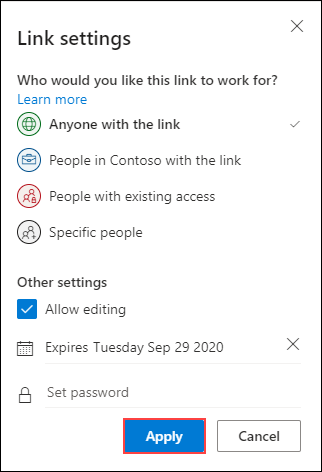 Link settings
Who would you like this link to work for?
Learn more
Anyone with the link
People in Contoso with the link
People with existing access
Specific people
Other settings
Allow editing
Expires Tuesday Sep 29 2020
Set password
Apply
Cancel